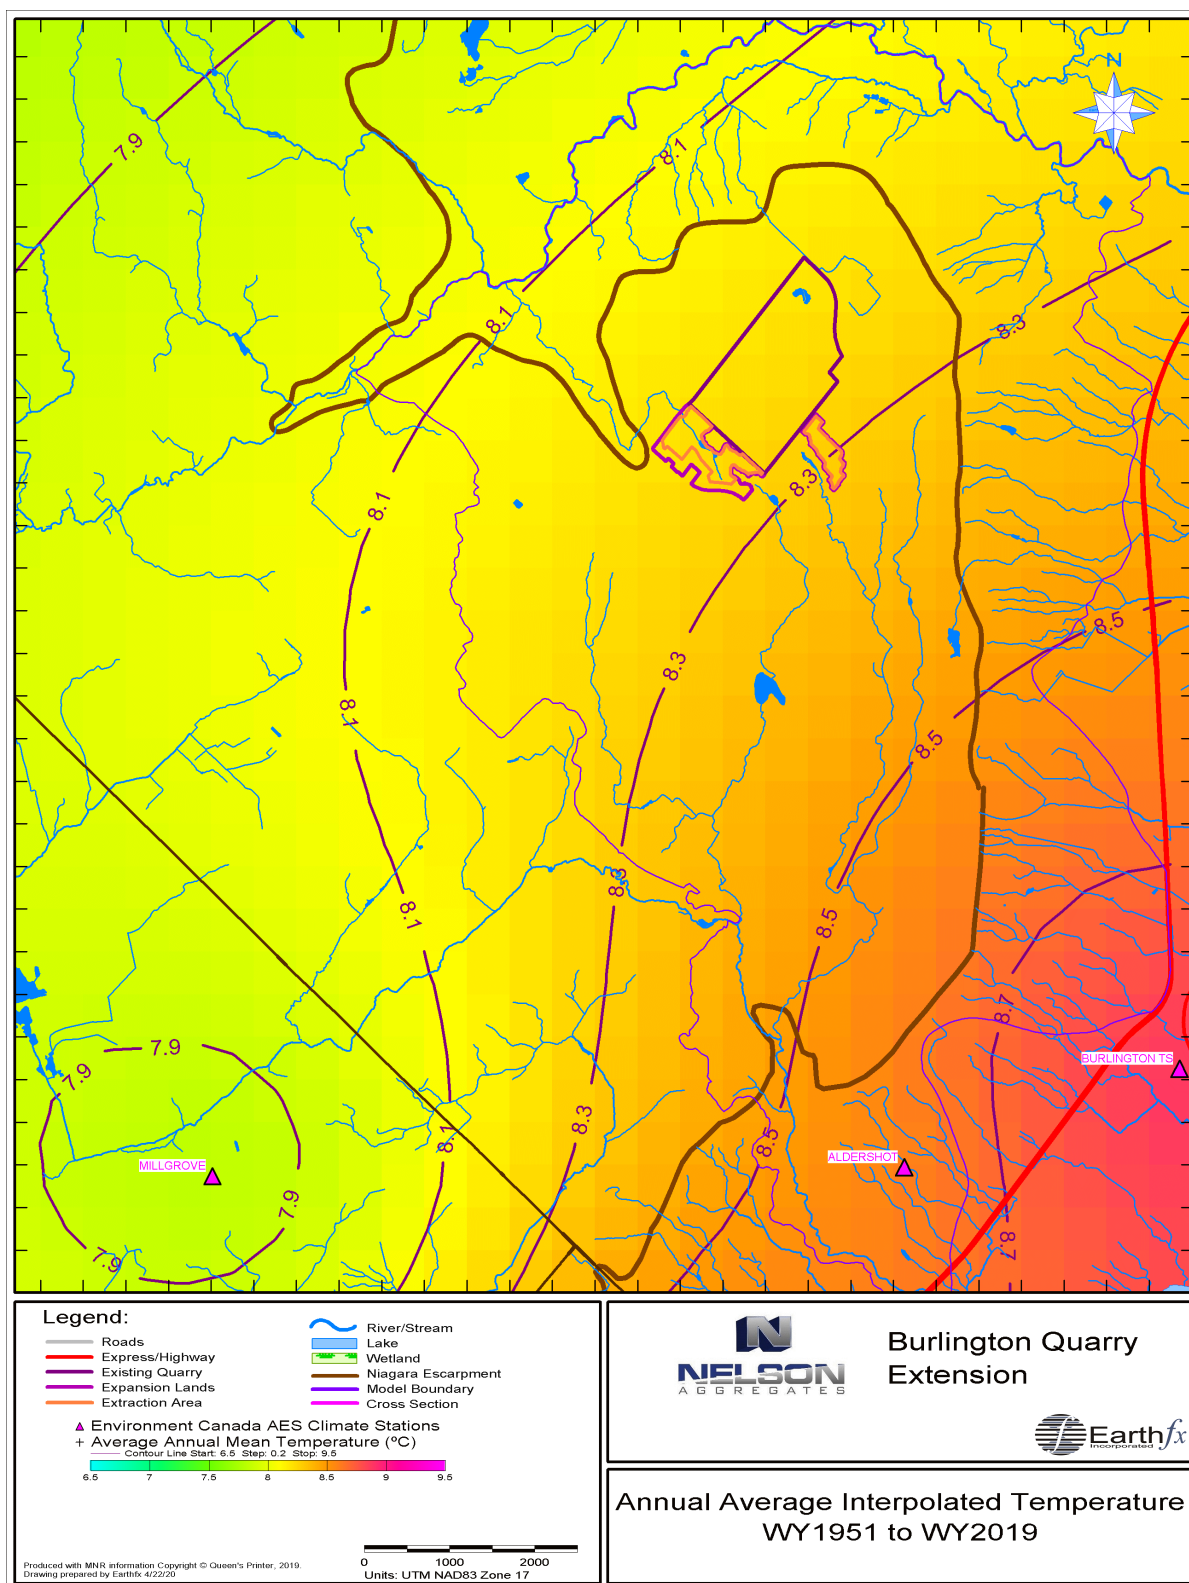 N
7.9
8.1
8.1
8.3
8.1
8.3
8.5
8.3
8.1
8.5
8.3
8.1
8.5
8.7
7.9
7.9
BURLINGTON TS
8.3
8.1
8.5
MILLGROVE
ALDERSHOT
7.9
8.7
7.9
Legend:
Roads
Express/Highway
Existing Quarry
Expansion Lands
Extraction Area
River/Stream
Lake
Wetland
Niagara Escarpment
Model Boundary
Cross Section
Environment Canada AES Climate Stations
+ Average Annual Mean Temperature (ºC)
Contour Line Start: 6.5 Step: 0.2 Stop: 9.5
6.5 7 7.5 8 8.5 9 9.5
0 1000 2000
Units: UTM NAD83 Zone 17
Produced with MNR information Copyright © Queen's Printer, 2019.
Drawing prepared by Earthfx 4/22/20
N
NELSON
AGGREGATES
Burlington Quarry
Extension
Earthfx
Incorporated
Annual Average Interpolated Temperature
WY1951 to WY2019